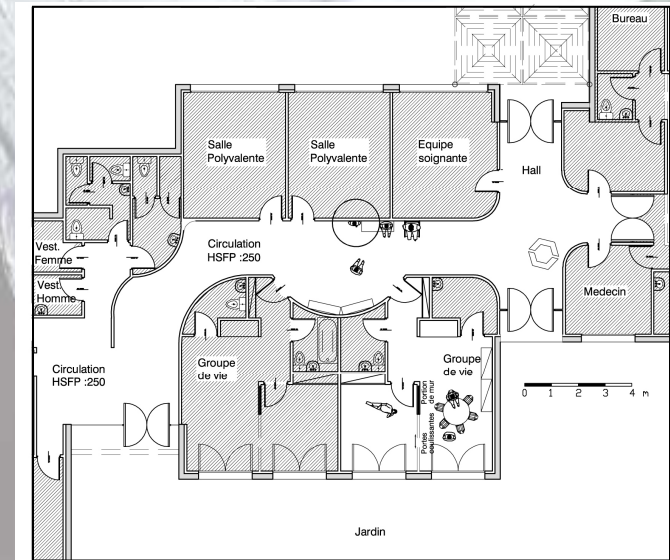 Bureau
Salle
Polyvalente
Salle
Polyvalente
Equipe
soignante
Hall
Vest.
Femme
Vest.
Homme
Circulation
HSFP :250
Medecin
Circulation
HSFP :250
Groupe
de vie
Groupe
de vie
Portion
de mur
Portes
coulissantes
0 1 2 3 4 m
Jardin